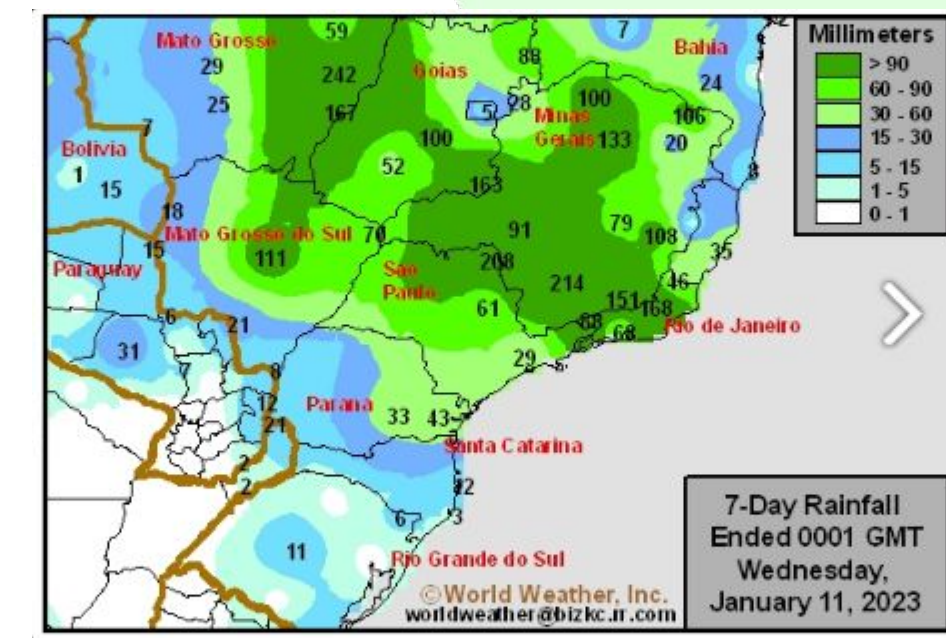 59
7
Millimeters
Mato Grosso
Bahia
88
> 90
29
242
Goias
24
60 - 90
25
167
5
28
100
106
30 - 60
Minas
Gerais
133
20
15 - 30
7
100
5 - 15
Bolivia
52
1 - 5
1
15
163
0 - 1
18
79
Mato Grosso do Sul
70
91
108
15
111
208
35
Paraguay
Sao
Paulo
214
46
6
21
61
151
168
88
68
Rio de Janeiro
31
7
8
29
12
Parana
33
43
21
Santa Catarina
2
2
12
6
3
11
Rio Grande do Sul
7-Day Rainfall
Ended 0001 GMT
Wednesday,
January 11, 2023
©World Weather, Inc.
worldweather@bizkc.rr.com